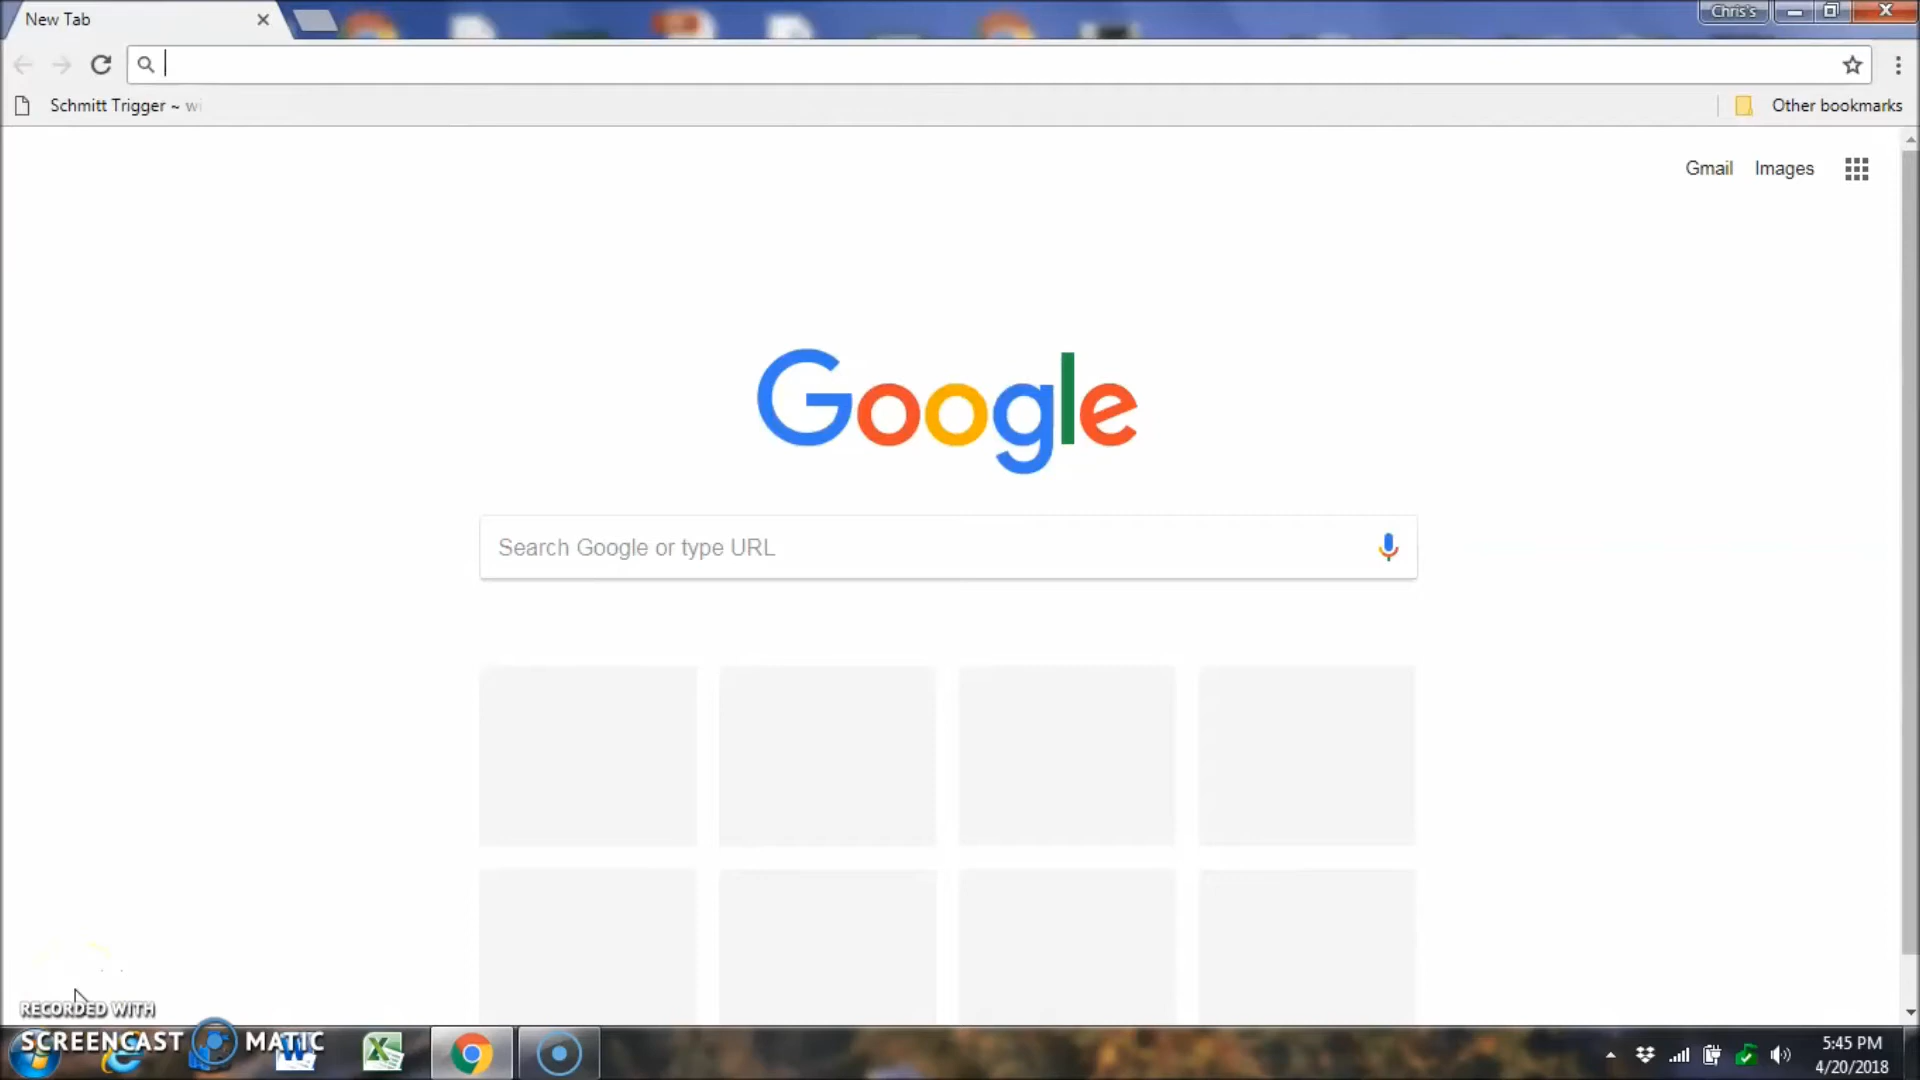 New Tab
Chris's
Schmitt Trigger ~
Other bookmarks
Gmail Images
Google
Search Google or type URL
RECORDED WITH
SCREENCAST MATIC
5:45 PM
4/20/2018